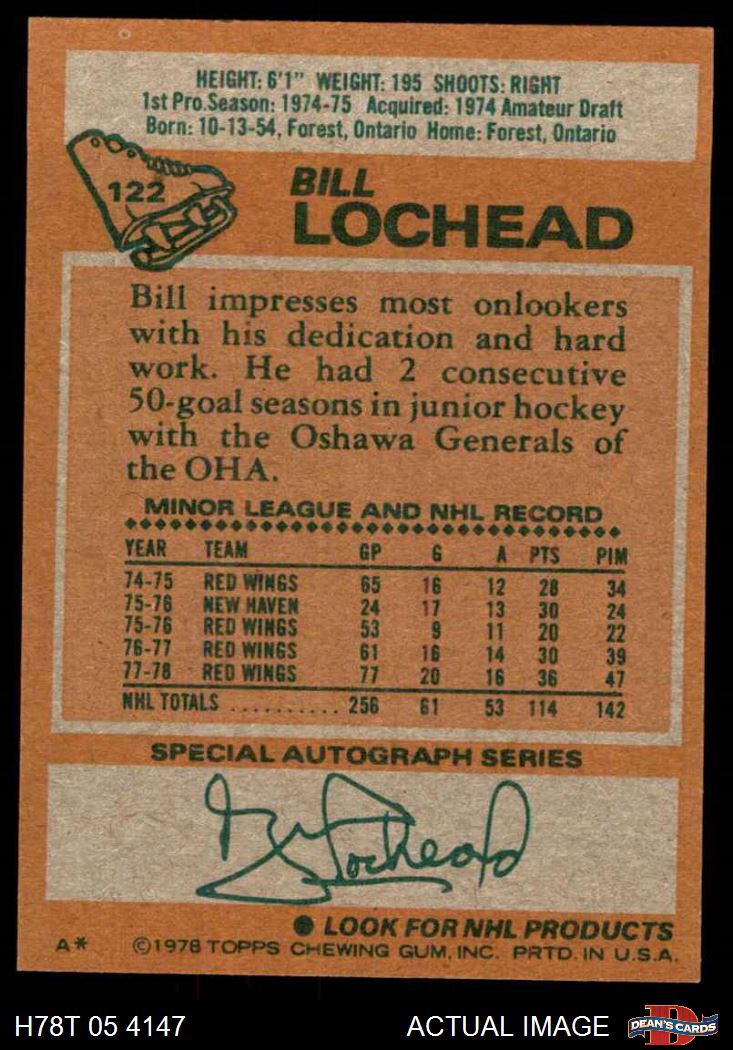 HEIGHT: 6'1" WEIGHT: 195 SHOOTS: RIGHT
1st Pro.Season: 1974-75 Acquired: 1974 Amateur Draft
Born: 10-13-54, Forest, Ontario Home: Forest, Ontario
122
BILL
LOCHEAD
Bill impresses most onlookers
with his dedication and hard
work. He had 2 consecutive
50-goal seasons in junior hockey
with the Oshawa Generals of
the OHA.
MINOR LEAGUE AND NHL RECORD
YEAR TEAM GP G A PTS PIM
74-75 RED WINGS 65 16 12 28 34
75-76 NEW HAVEN 24 17 13 30 24
75-76 RED WINGS 53 9 11 20 22
76-77 RED WINGS 61 16 14 30 39
77-78 RED WINGS 77 20 16 36 47
NHL TOTALS .......... 256 61 53 114 142
SPECIAL AUTOGRAPH SERIES
Bill Lochead
● LOOK FOR NHL PRODUCTS
A* ©1978 TOPPS CHEWING GUM, INC. PRTD. IN U.S.A.
H78T 05 4147 ACTUAL IMAGE D DEAN'S CARDS